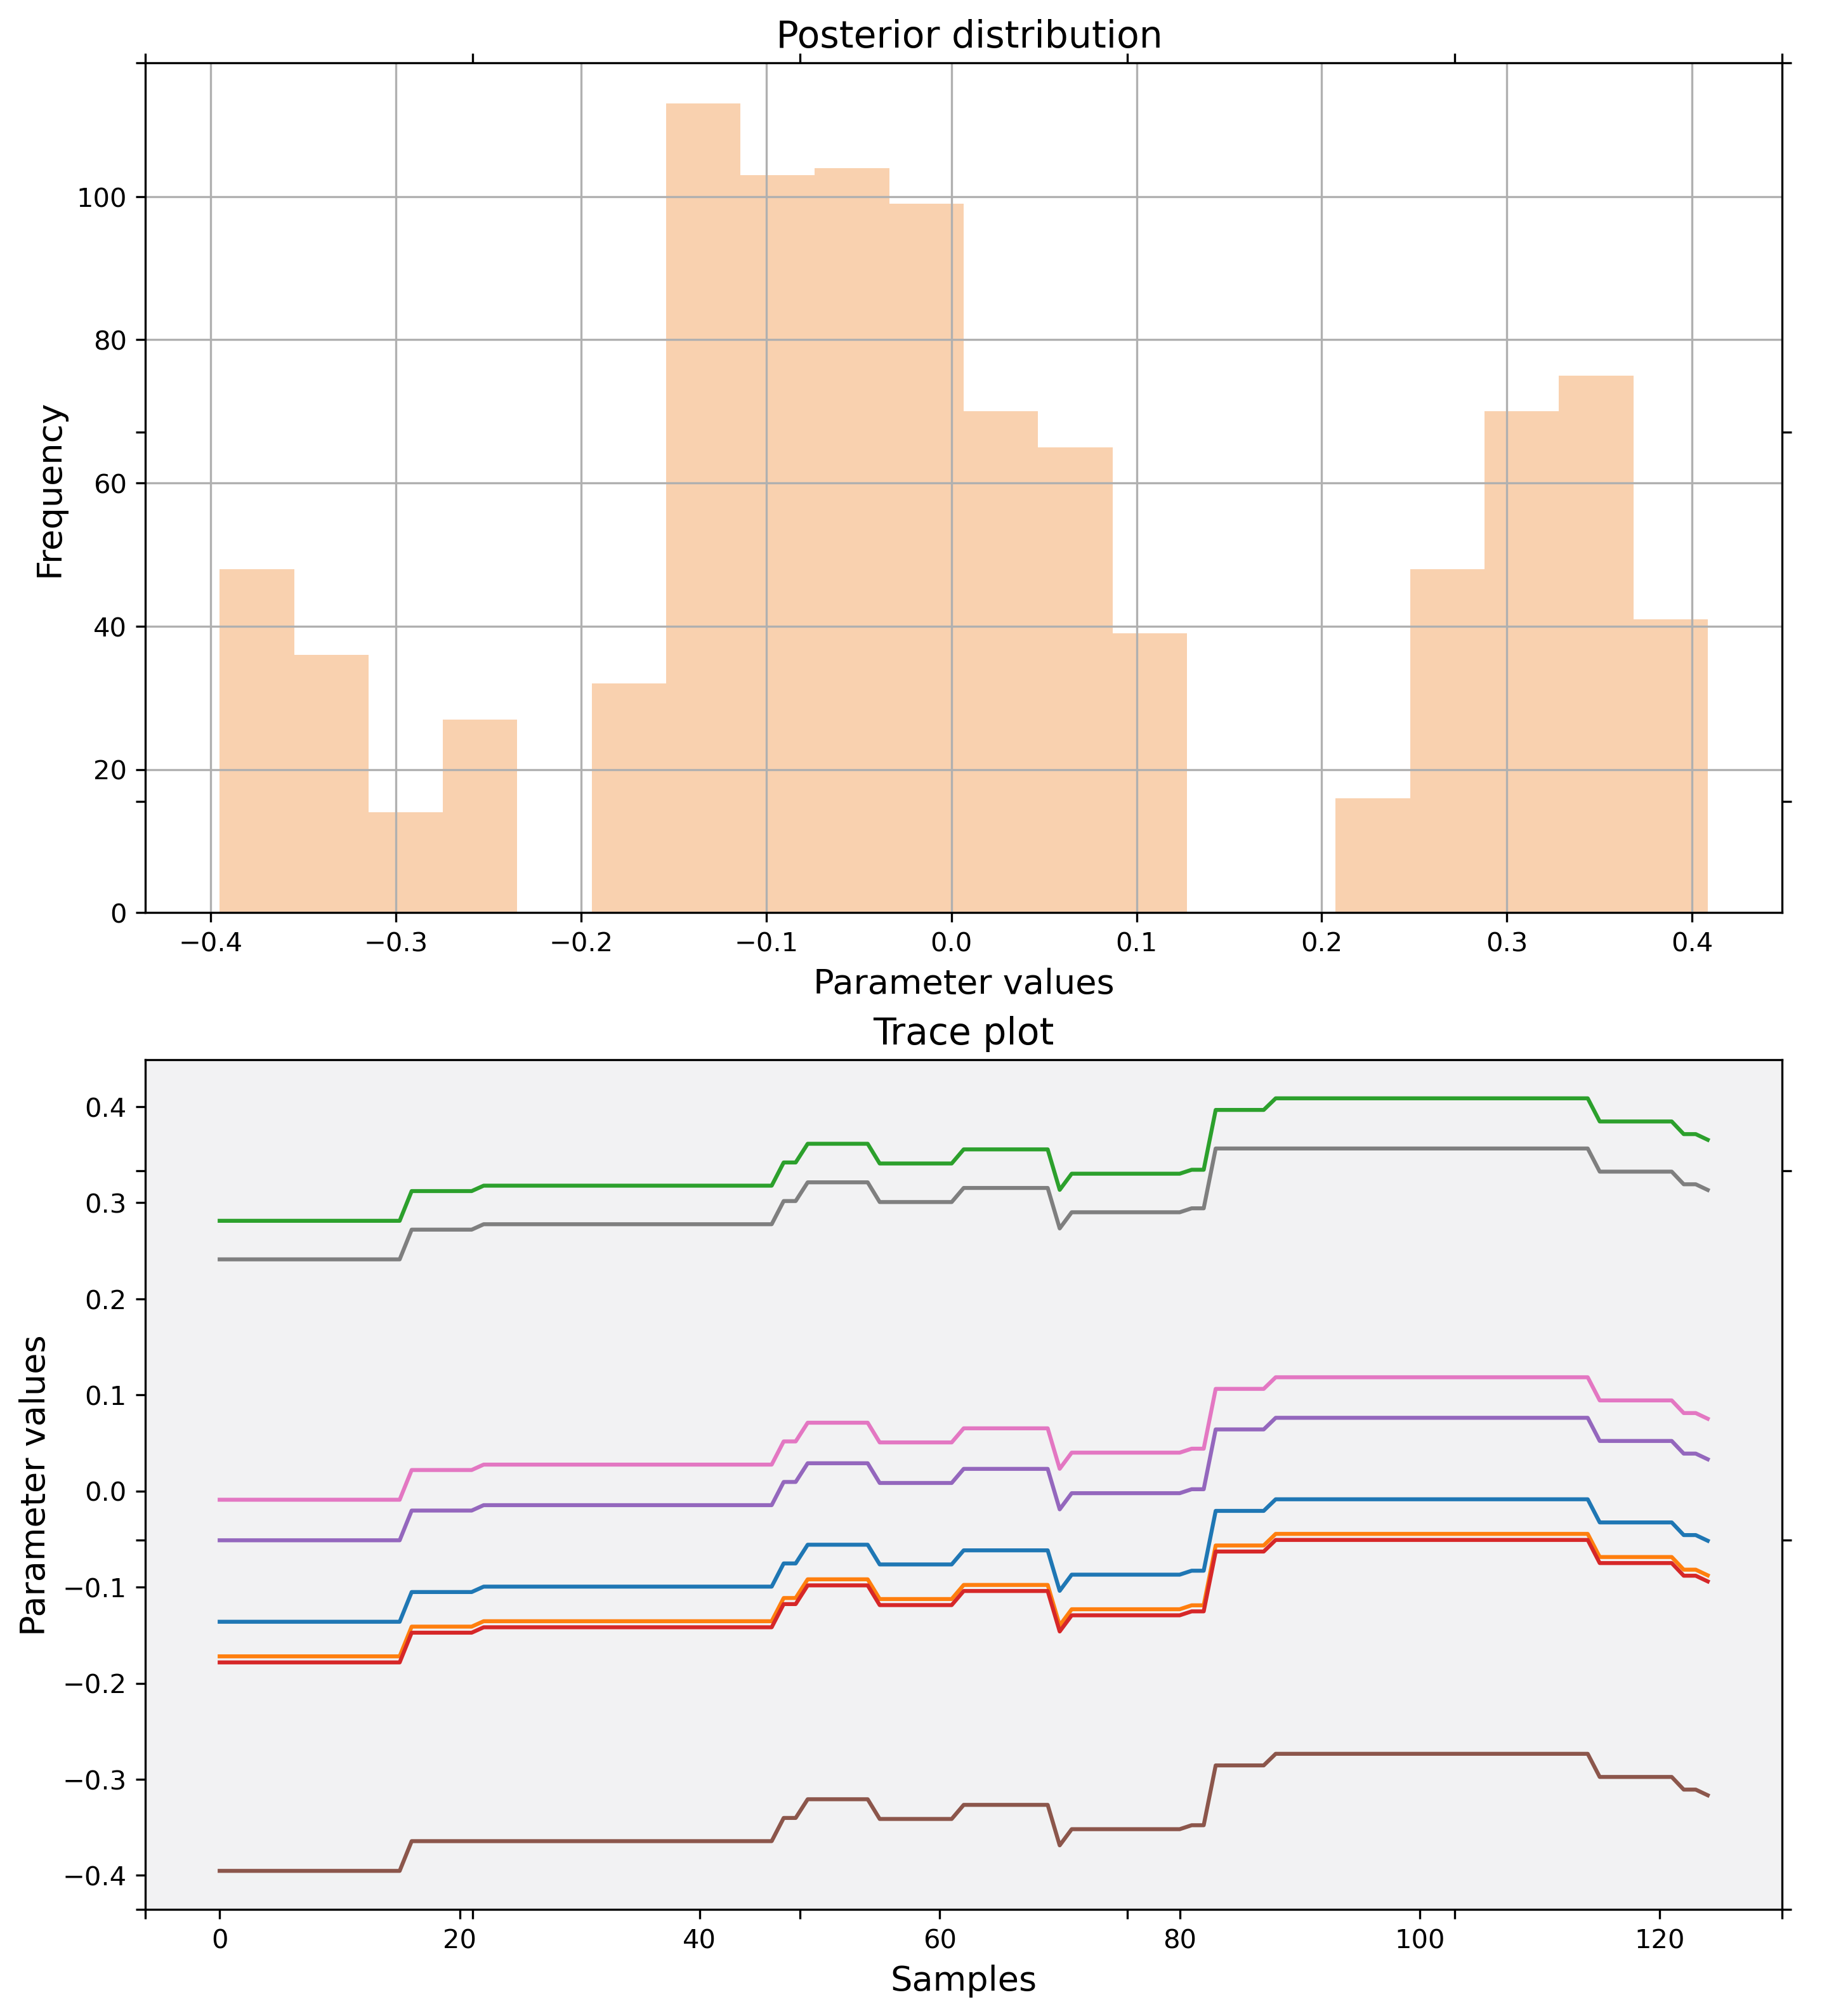 Posterior distribution
Frequency
100
80
60
40
20
0
−0.4 −0.3 −0.2 −0.1 0.0 0.1 0.2 0.3 0.4
Parameter values
Trace plot
Parameter values
0.4
0.3
0.2
0.1
0.0
−0.1
−0.2
−0.3
−0.4
0 20 40 60 80 100 120
Samples